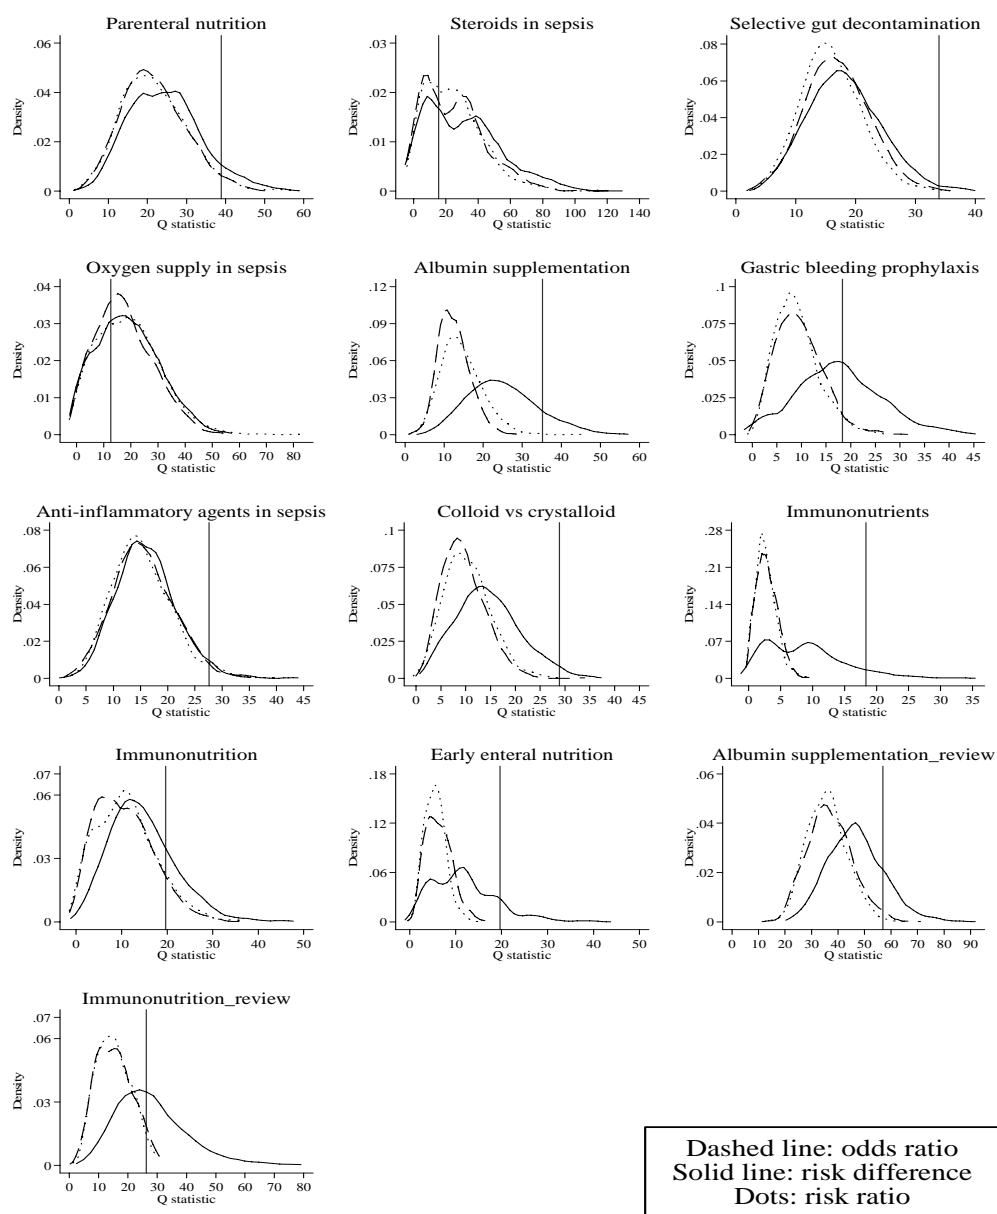 Parenteral nutrition
Density
.06
.04
.02
0
0 10 20 30 40 50 60
Q statistic
Steroids in sepsis
Density
.03
.02
.01
0
0 20 40 60 80 100 120 140
Q statistic
Selective gut decontamination
Density
.08
.06
.04
.02
0
0 10 20 30 40
Q statistic
Oxygen supply in sepsis
Density
.04
.03
.02
.01
0
0 10 20 30 40 50 60 70 80
Q statistic
Albumin supplementation
Density
.12
.09
.06
.03
0
0 10 20 30 40 50 60
Q statistic
Gastric bleeding prophylaxis
Density
.1
.075
.05
.025
0
0 5 10 15 20 25 30 35 40 45
Q statistic
Anti-inflammatory agents in sepsis
Density
.08
.06
.04
.02
0
0 5 10 15 20 25 30 35 40 45
Q statistic
Colloid vs crystalloid
Density
.1
.075
.05
.025
0
0 5 10 15 20 25 30 35 40 45
Q statistic
Immunonutrients
Density
.28
.21
.14
.07
0
0 5 10 15 20 25 30 35
Q statistic
Immunonutrition
Density
.07
.06
.03
0
0 10 20 30 40 50
Q statistic
Early enteral nutrition
Density
.18
.12
.06
0
0 10 20 30 40 50
Q statistic
Albumin supplementation_review
Density
.06
.04
.02
0
0 10 20 30 40 50 60 70 80 90
Q statistic
Immunonutrition_review
Density
.07
.06
.03
0
0 10 20 30 40 50 60 70 80
Q statistic
Dashed line: odds ratio
Solid line: risk difference
Dots: risk ratio